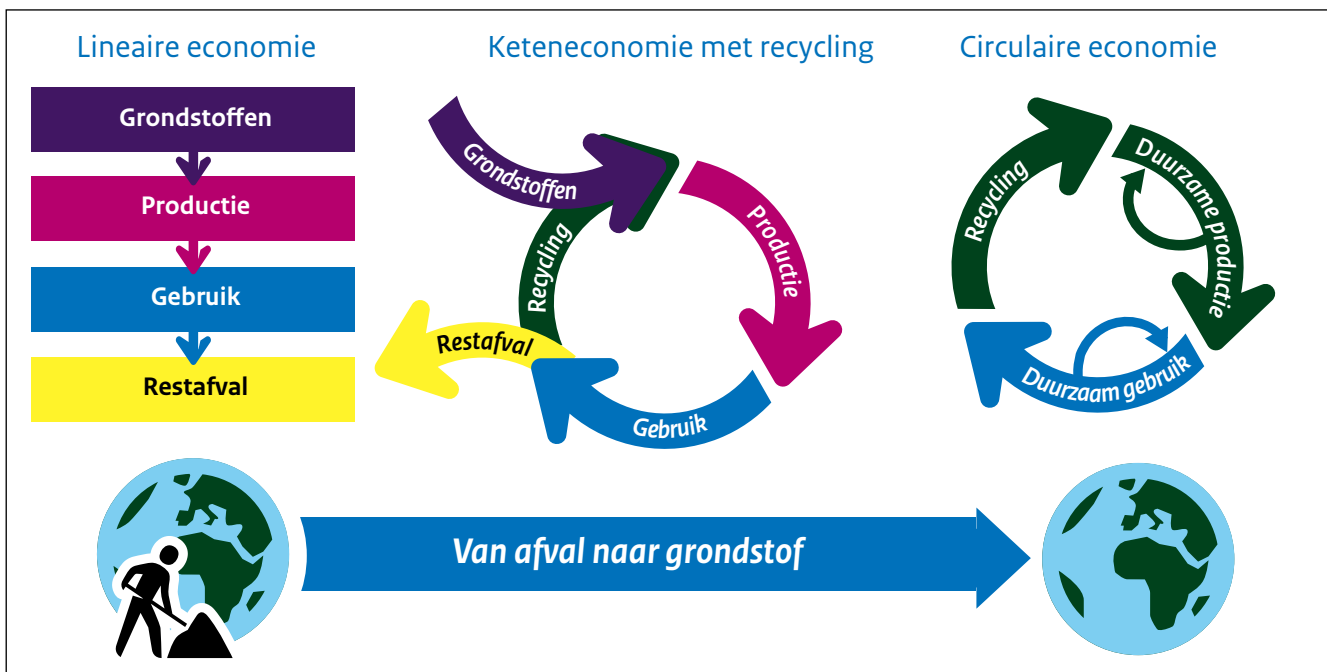 Lineaire economie
Grondstoffen
Productie
Gebruik
Restafval
Keteneconomie met recycling
Grondstoffen
Productie
Gebruik
Recycling
Restafval
Circulaire economie
Recycling
Duurzame productie
Duurzaam gebruik
Van afval naar grondstof